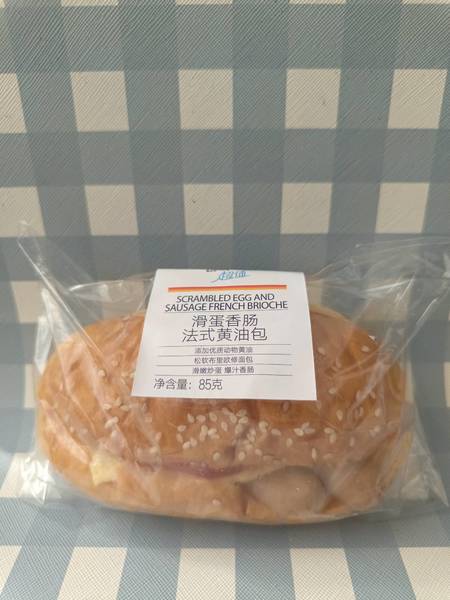 超值
SCRAMBLED EGG AND
SAUSAGE FRENCH BRIOCHE
滑蛋香肠
法式黄油包
添加优质动物黄油
松软布里欧修面包
滑嫩炒蛋 爆汁香肠
净含量：85克